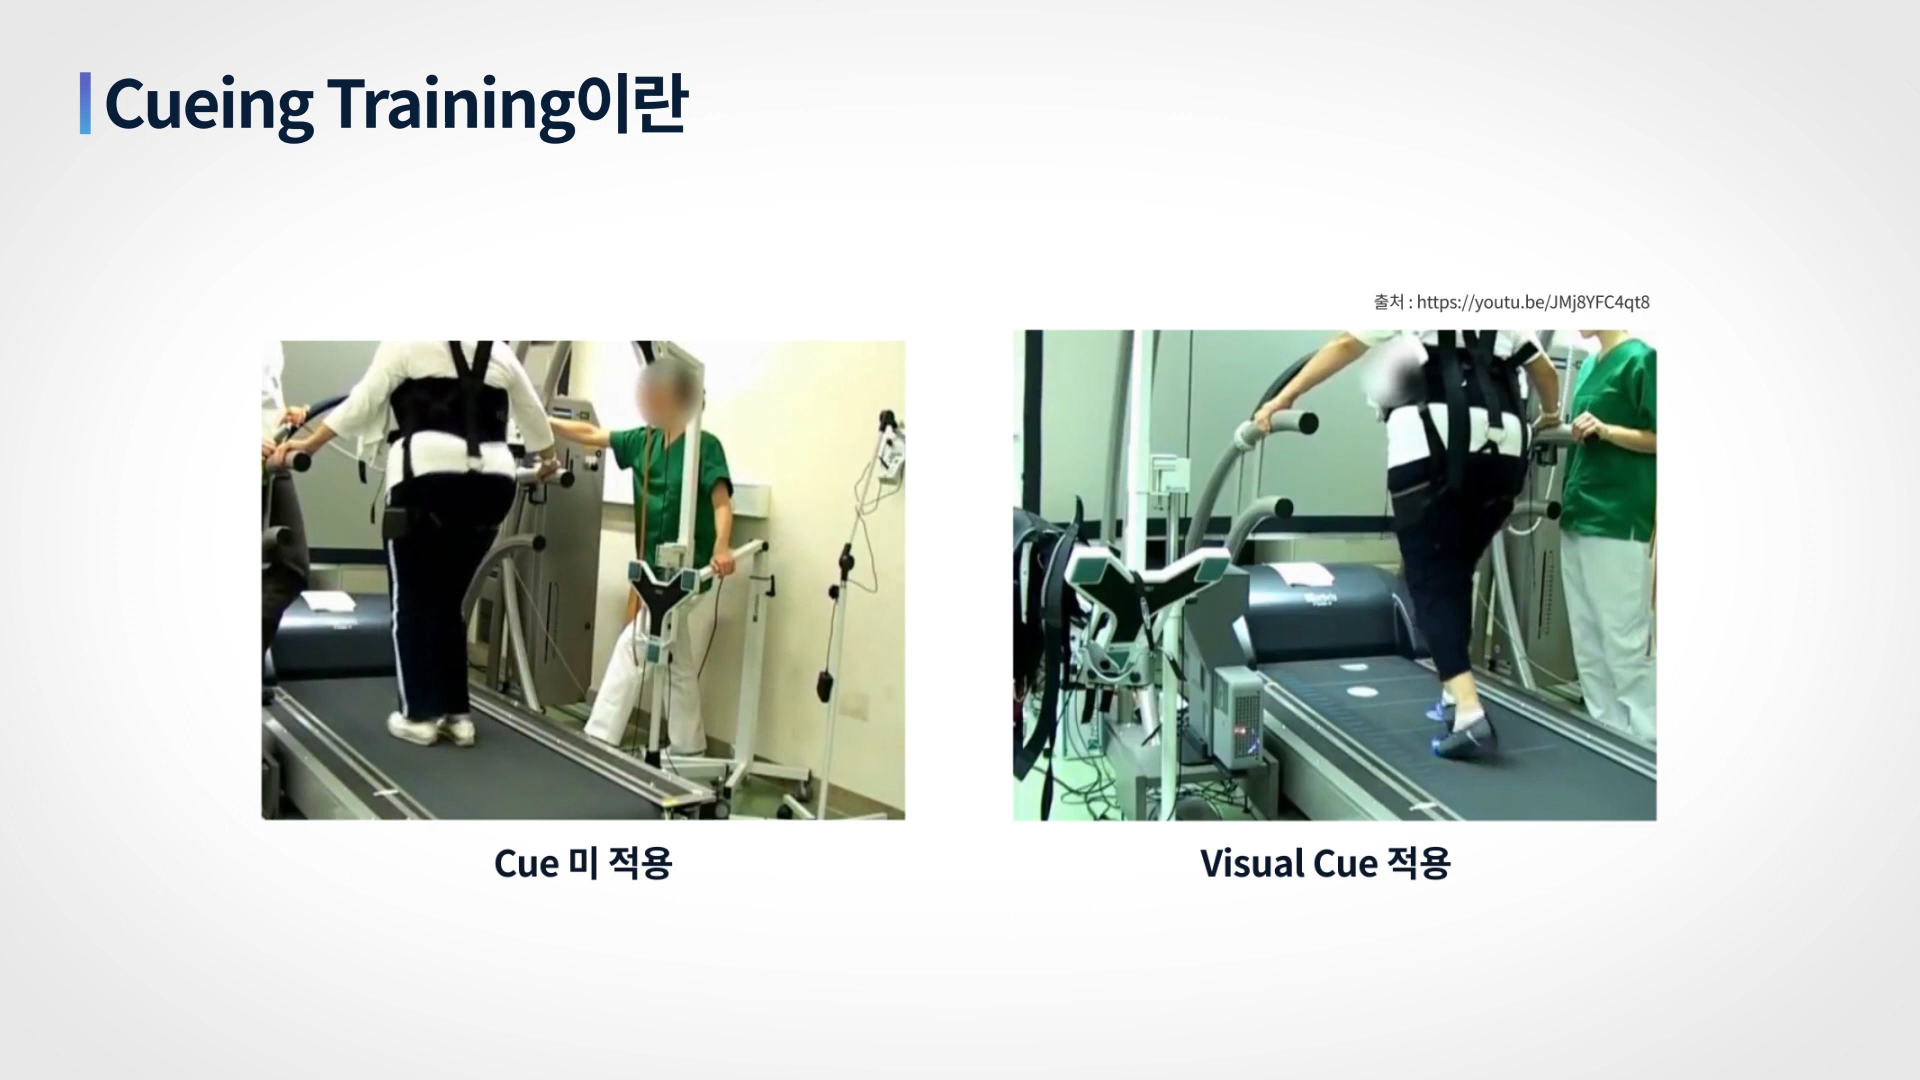 Cueing Training이란
출처 : https://youtu.be/JMj8YFC4qt8
Cue 미 적용
Visual Cue 적용